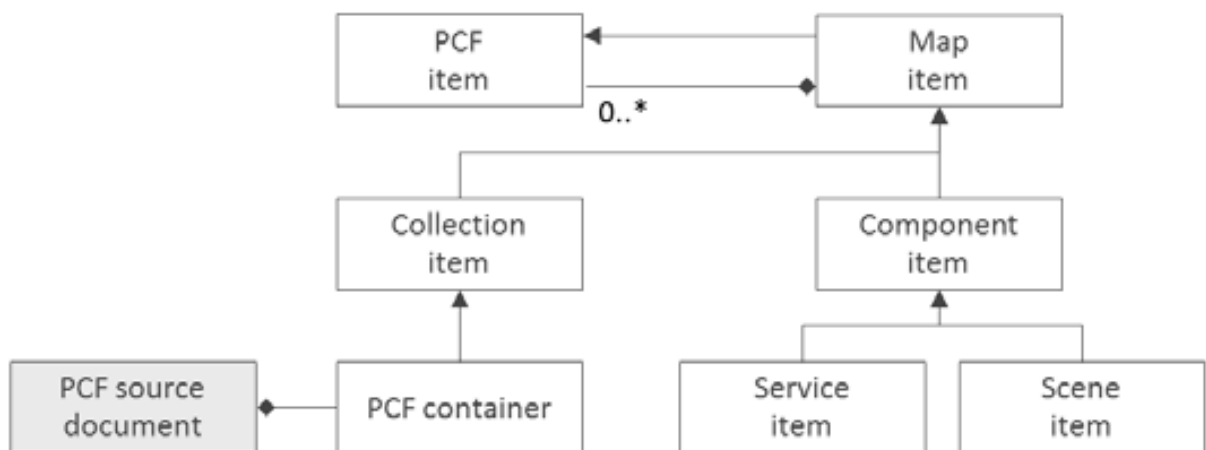 PCF
item
Map
item
0..*
Collection
item
Component
item
PCF source
document
PCF container
Service
item
Scene
item